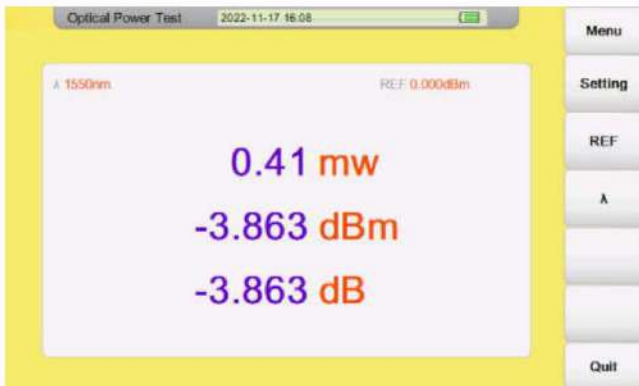 Optical Power Test 2022-11-17 16:08
Menu
λ 1550nm REF 0.000dBm
Setting
REF
0.41 mw
λ
-3.863 dBm
-3.863 dB
Quit